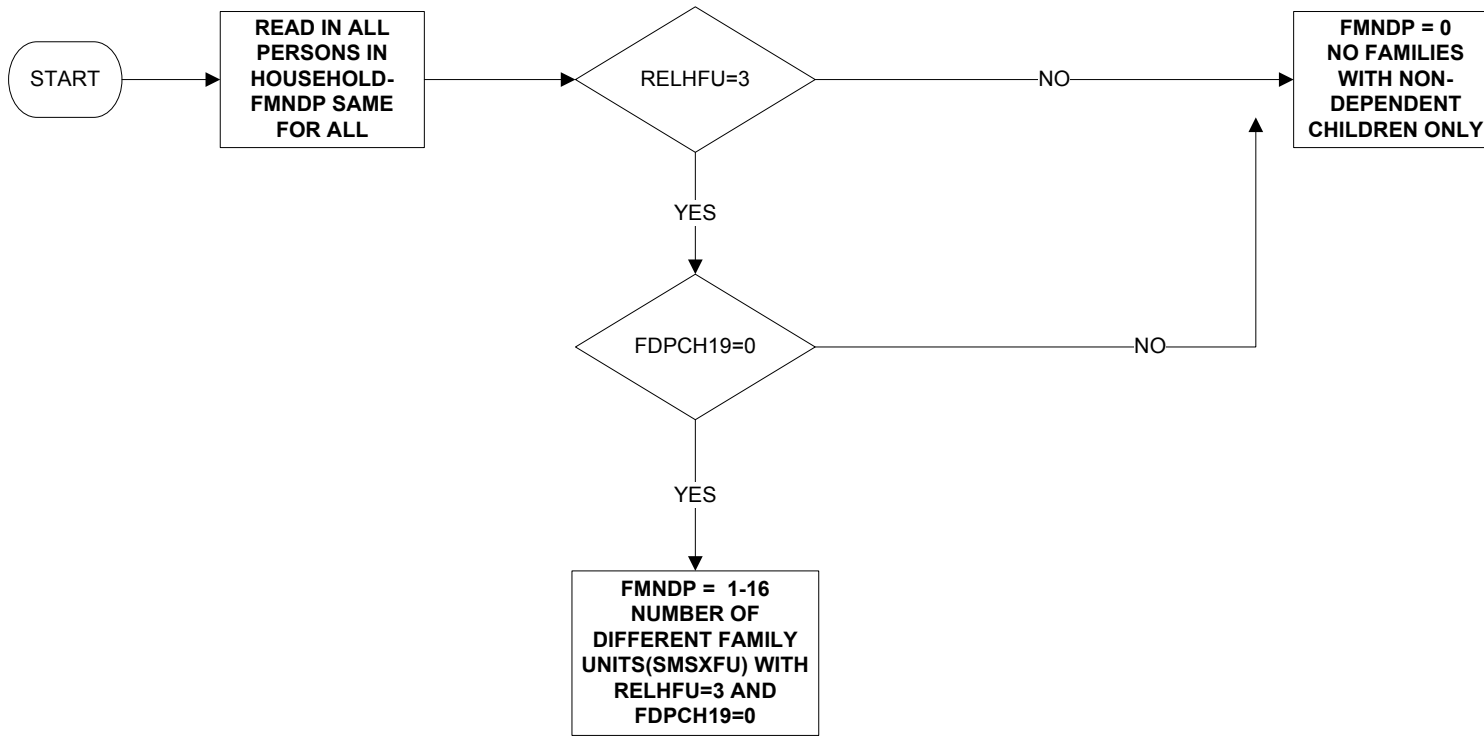 START
READ IN ALL
PERSONS IN
HOUSEHOLD-
FMNDP SAME
FOR ALL
RELHFU=3
NO
FMNDP = 0
NO FAMILIES
WITH NON-
DEPENDENT
CHILDREN ONLY
YES
FDPCH19=0
NO
YES
FMNDP = 1-16
NUMBER OF
DIFFERENT FAMILY
UNITS(SMSXFU) WITH
RELHFU=3 AND
FDPCH19=0